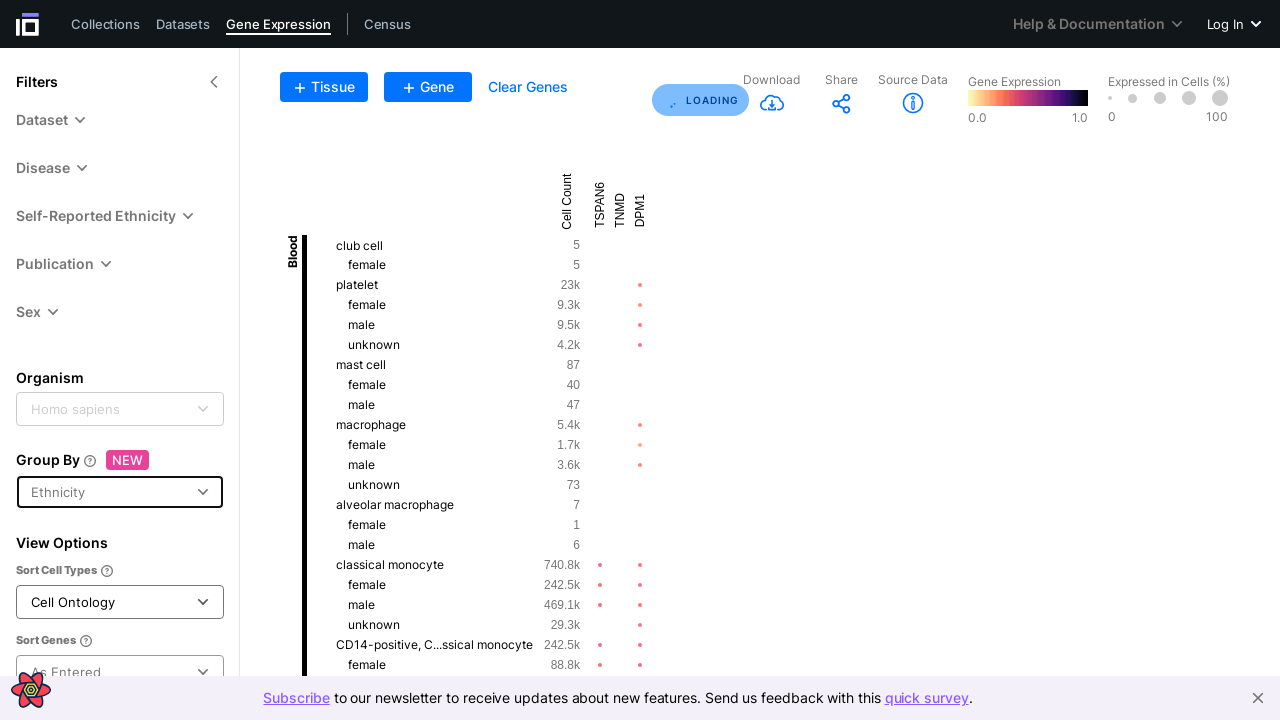 Collections Datasets Gene Expression Census Help & Documentation Log In
Filters
Dataset
Disease
Self-Reported Ethnicity
Publication
Sex
Organism
Homo sapiens
Group By NEW
Ethnicity
View Options
Sort Cell Types
Cell Ontology
Sort Genes
As Entered
+ Tissue + Gene Clear Genes
LOADING
Download
Share
Source Data
Gene Expression
0.0 1.0
Expressed in Cells (%)
0 100
Cell Count TSPAN6 TNMD DPM1
Blood
club cell 5
female 5
platelet 23k
female 9.3k
male 9.5k
unknown 4.2k
mast cell 87
female 40
male 47
macrophage 5.4k
female 1.7k
male 3.6k
unknown 73
alveolar macrophage 7
female 1
male 6
classical monocyte 740.8k
female 242.5k
male 469.1k
unknown 29.3k
CD14-positive, C...ssical monocyte 242.5k
female 88.8k
Subscribe to our newsletter to receive updates about new features. Send us feedback with this quick survey.